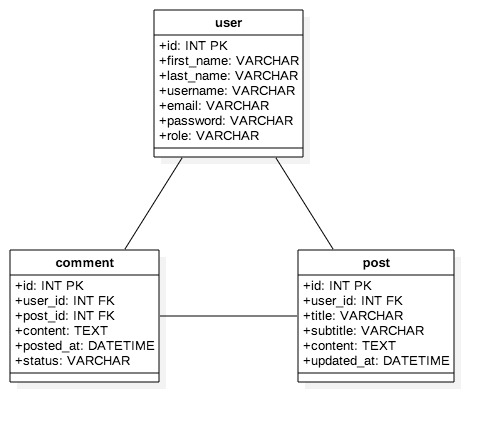 user
+id: INT PK
+first_name: VARCHAR
+last_name: VARCHAR
+username: VARCHAR
+email: VARCHAR
+password: VARCHAR
+role: VARCHAR
comment
+id: INT PK
+user_id: INT FK
+post_id: INT FK
+content: TEXT
+posted_at: DATETIME
+status: VARCHAR
post
+id: INT PK
+user_id: INT FK
+title: VARCHAR
+subtitle: VARCHAR
+content: TEXT
+updated_at: DATETIME